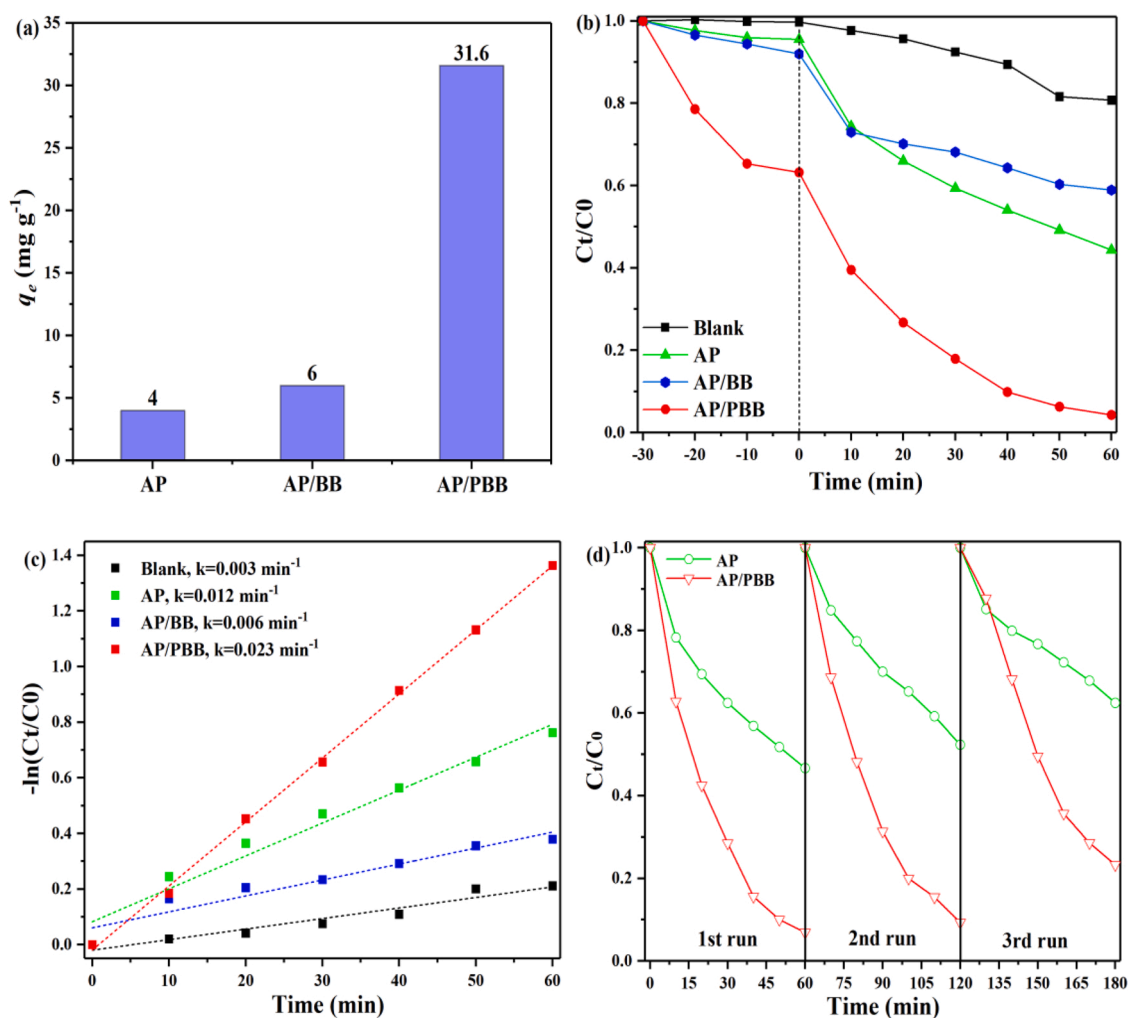 (a)
35
30
25
20
15
10
5
0
qe (mg g-1)
4
6
31.6
AP
AP/BB
AP/PBB
(b)
1.0
0.8
0.6
0.4
0.2
0.0
Ct/C0
Blank
AP
AP/BB
AP/PBB
-30 -20 -10 0 10 20 30 40 50 60
Time (min)
(c)
1.4
1.2
1.0
0.8
0.6
0.4
0.2
0.0
-ln(Ct/C0)
Blank, k=0.003 min-1
AP, k=0.012 min-1
AP/BB, k=0.006 min-1
AP/PBB, k=0.023 min-1
0 10 20 30 40 50 60
Time (min)
(d)
1.0
0.8
0.6
0.4
0.2
0.0
Ct/C0
AP
AP/PBB
1st run
2nd run
3rd run
0 15 30 45 60 75 90 105 120 135 145 165 180
Time (min)